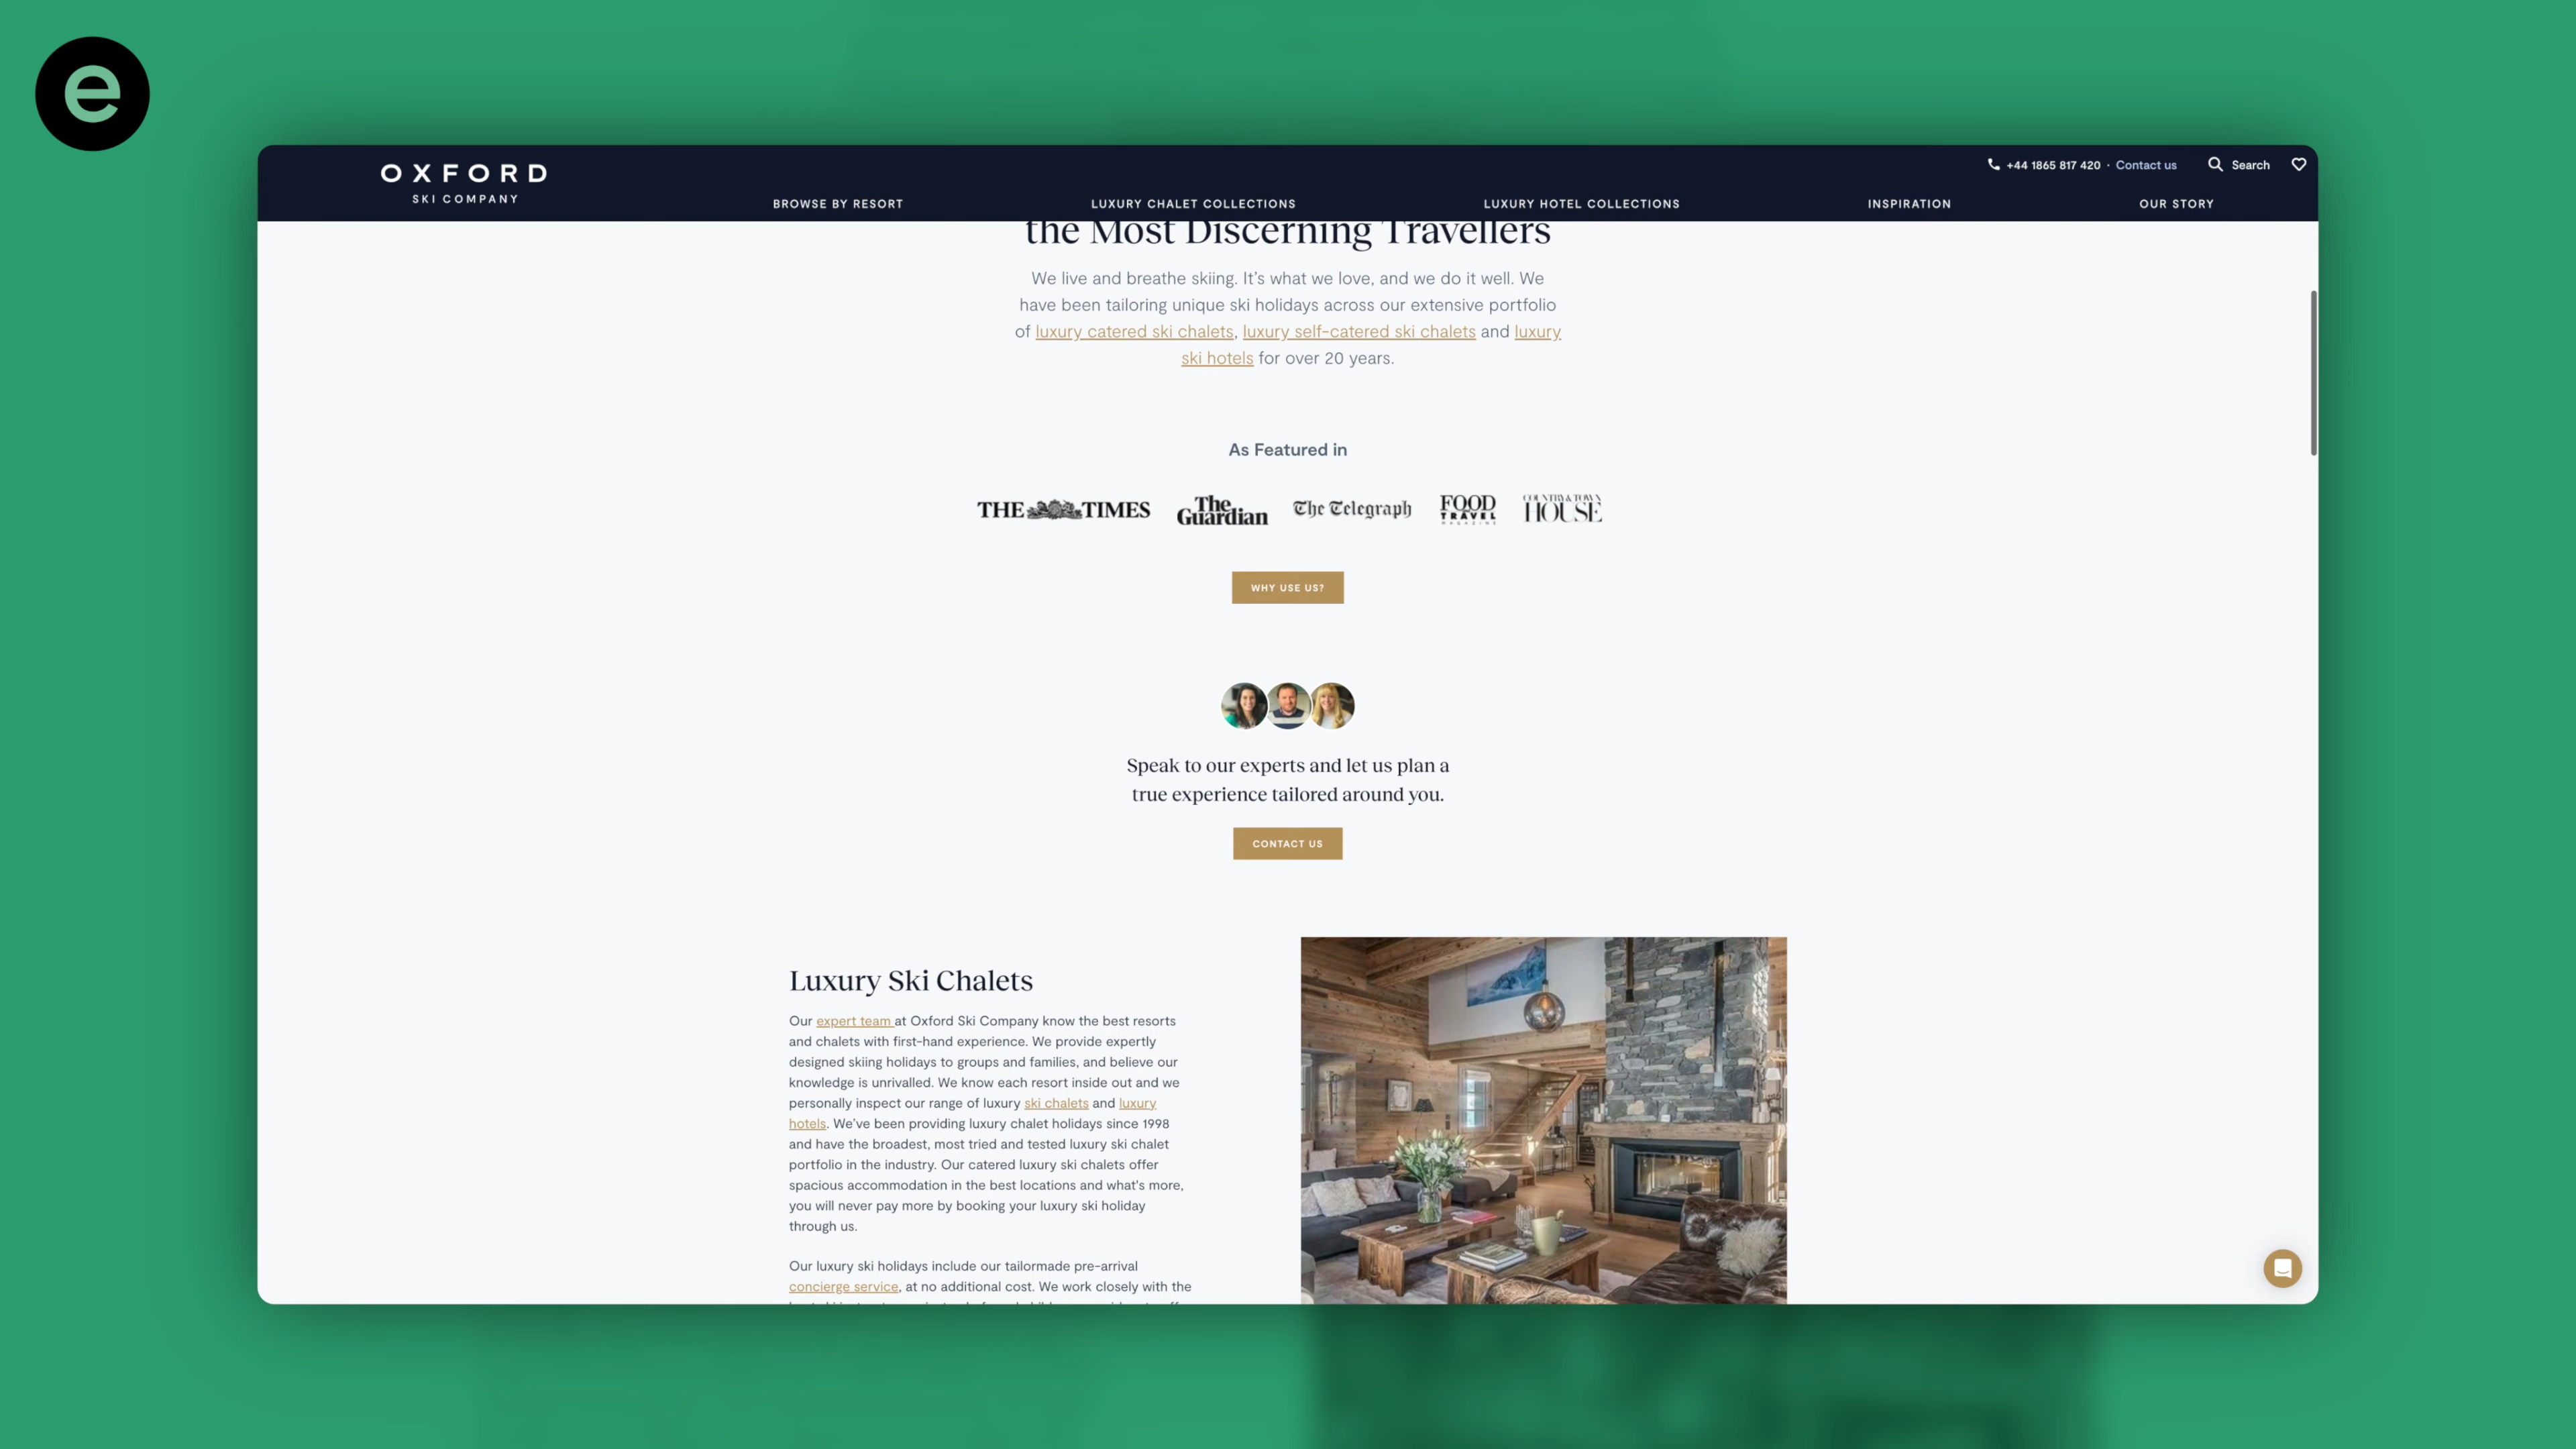 e
OXFORD
SKI COMPANY
+44 1865 817 420 · Contact us
Search
BROWSE BY RESORT
LUXURY CHALET COLLECTIONS
LUXURY HOTEL COLLECTIONS
INSPIRATION
OUR STORY
the Most Discerning Travellers
We live and breathe skiing. It's what we love, and we do it well. We
have been tailoring unique ski holidays across our extensive portfolio
of luxury catered ski chalets, luxury self-catered ski chalets and luxury
ski hotels for over 20 years.
As Featured in
THE TIMES
The
Guardian
The Telegraph
FOOD
TRAVEL
MAGAZINE
COUNTRY & TOWN
HOUSE
WHY USE US?
Speak to our experts and let us plan a
true experience tailored around you.
CONTACT US
Luxury Ski Chalets
Our expert team at Oxford Ski Company know the best resorts
and chalets with first-hand experience. We provide expertly
designed skiing holidays to groups and families, and believe our
knowledge is unrivalled. We know each resort inside out and we
personally inspect our range of luxury ski chalets and luxury
hotels. We've been providing luxury chalet holidays since 1998
and have the broadest, most tried and tested luxury ski chalet
portfolio in the industry. Our catered luxury ski chalets offer
spacious accommodation in the best locations and what's more,
you will never pay more by booking your luxury ski holiday
through us.
Our luxury ski holidays include our tailormade pre-arrival
concierge service, at no additional cost. We work closely with the